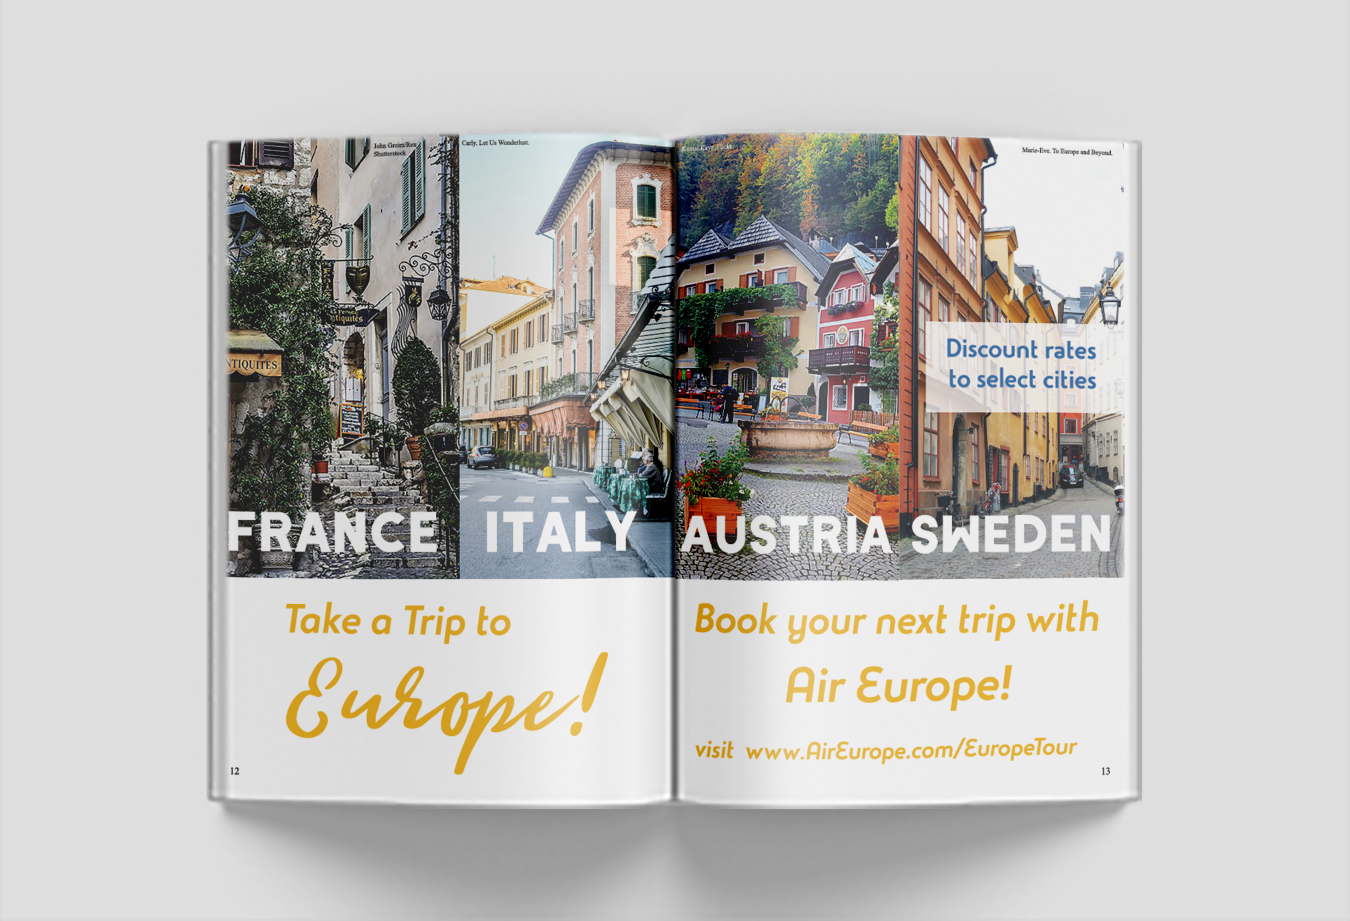 John Greim/Rex
Shutterstock
Carly. Let Us Wonderlust.
Marie-Eve. To Europe and Beyond.
ANTIQUITES
Discount rates
to select cities
FRANCE ITALY AUSTRIA SWEDEN
Take a Trip to
Europe!
12
Book your next trip with
Air Europe!
visit www.AirEurope.com/EuropeTour
13